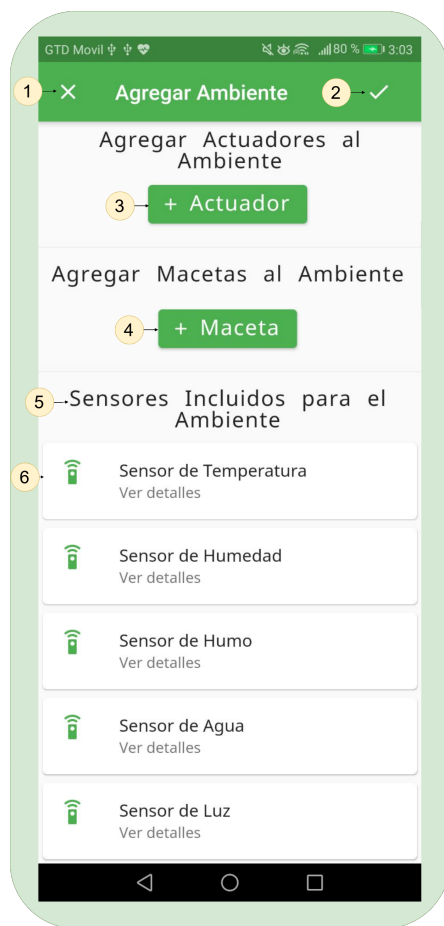 GTD Movil 80 % 3:03
1 Agregar Ambiente 2
Agregar Actuadores al
Ambiente
3 + Actuador
Agregar Macetas al Ambiente
4 + Maceta
5 Sensores Incluidos para el
Ambiente
6 Sensor de Temperatura
Ver detalles
Sensor de Humedad
Ver detalles
Sensor de Humo
Ver detalles
Sensor de Agua
Ver detalles
Sensor de Luz
Ver detalles